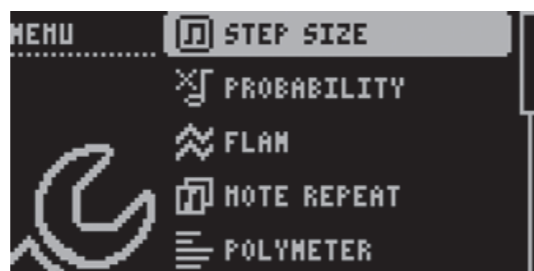 MENU
STEP SIZE
PROBABILITY
FLAM
NOTE REPEAT
POLYMETER